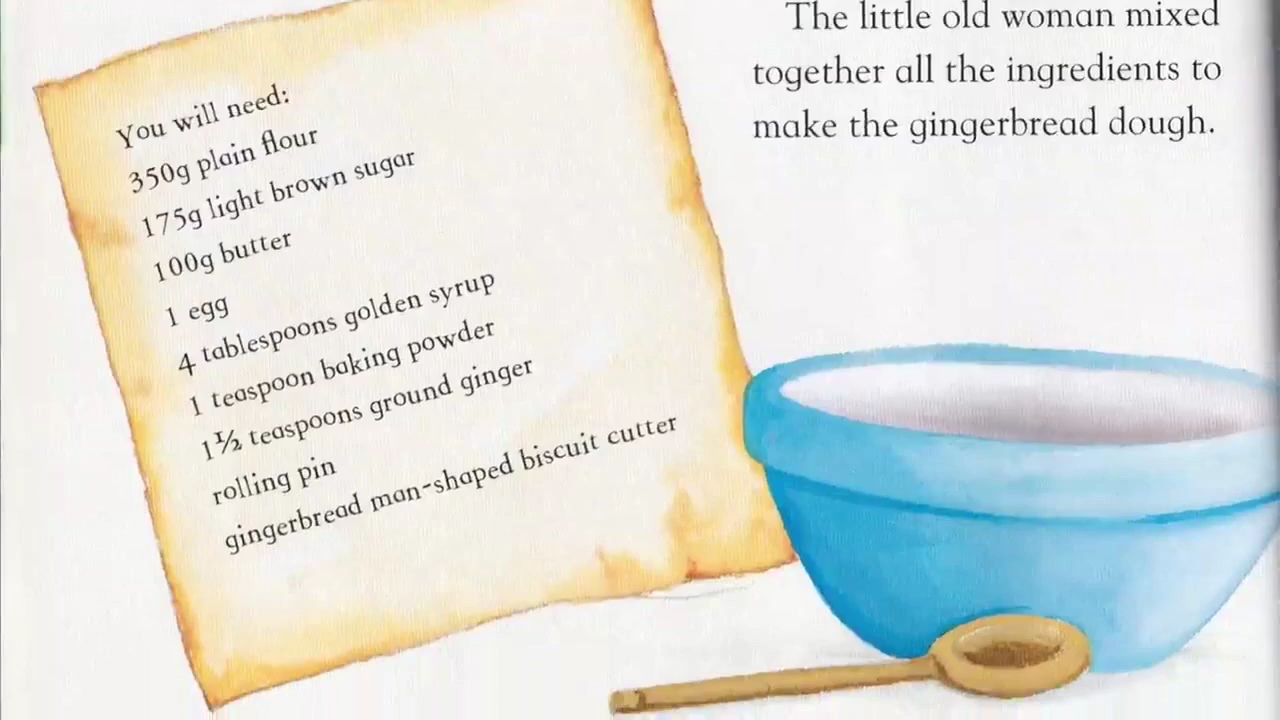 You will need:
350g plain flour
175g light brown sugar
100g butter
1 egg
4 tablespoons golden syrup
1 teaspoon baking powder
1½ teaspoons ground ginger
rolling pin
gingerbread man-shaped biscuit cutter
The little old woman mixed
together all the ingredients to
make the gingerbread dough.